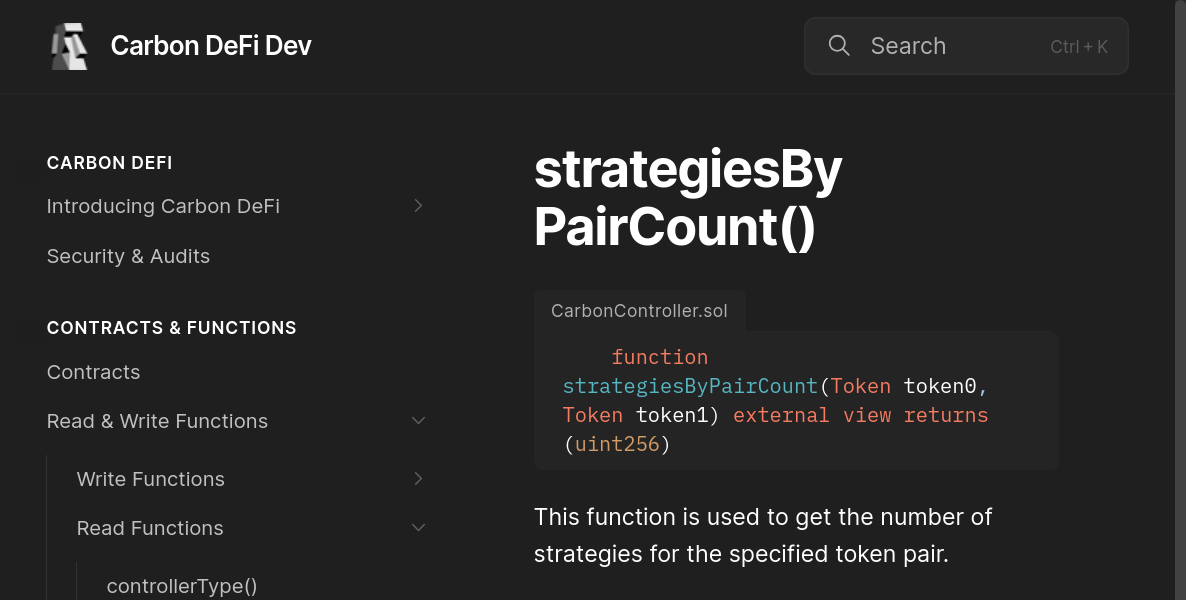 Carbon DeFi Dev
Search
Ctrl + K
CARBON DEFI
Introducing Carbon DeFi
Security & Audits
CONTRACTS & FUNCTIONS
Contracts
Read & Write Functions
Write Functions
Read Functions
controllerType()
strategiesBy
PairCount()
CarbonController.sol
function
strategiesByPairCount(Token token0,
Token token1) external view returns
(uint256)
This function is used to get the number of
strategies for the specified token pair.